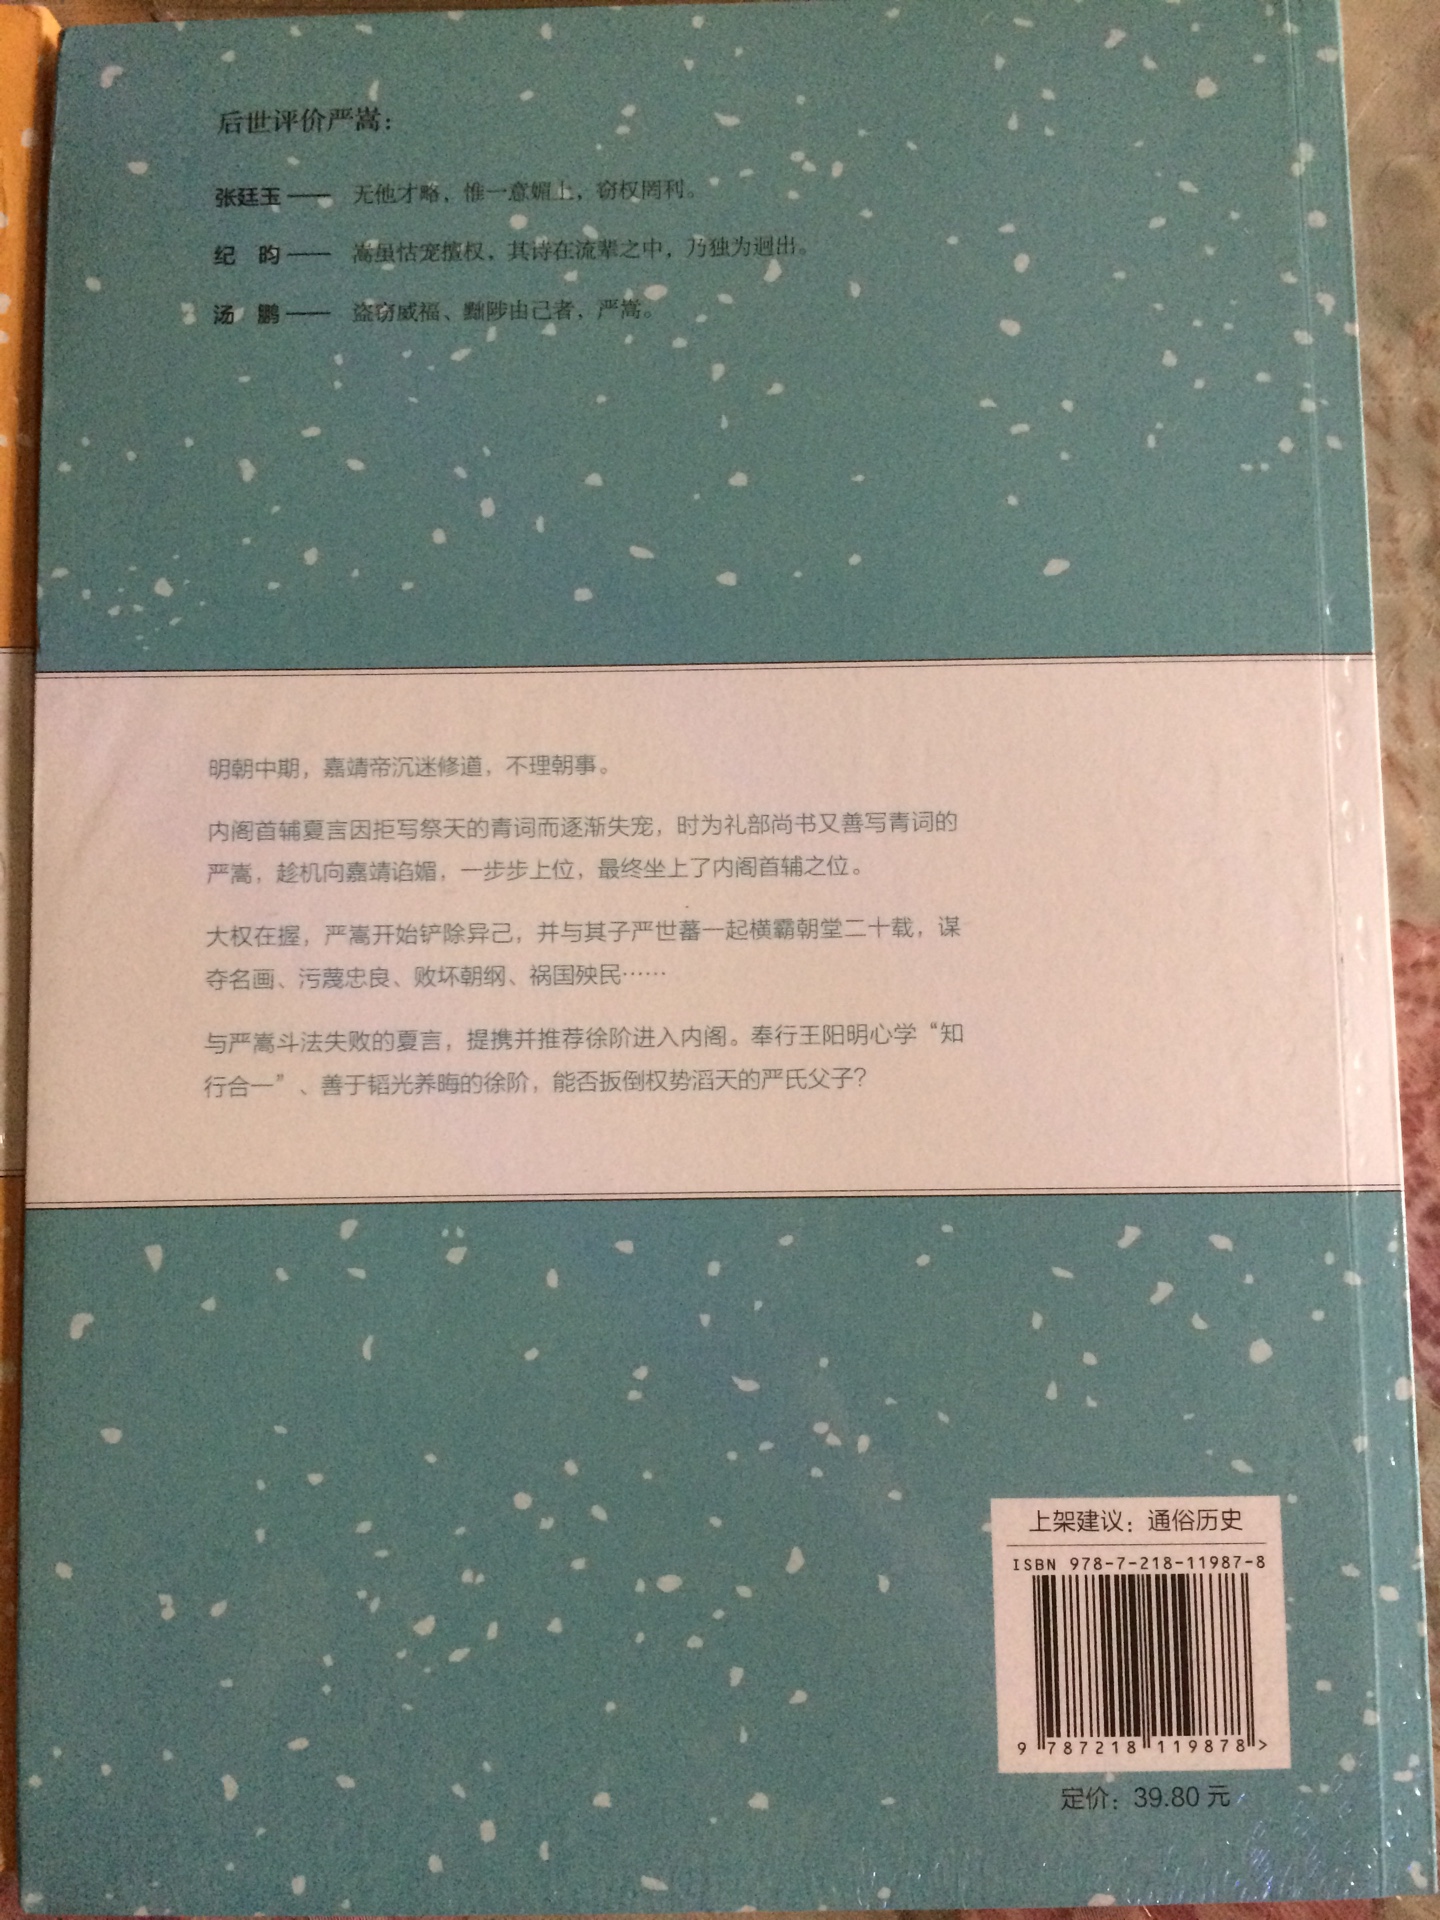 后世评价严嵩：
张廷玉——无他才略，惟一意媚上，窃权罔利。
纪　昀——嵩虽怙宠擅权，其诗在流辈之中，乃独为迥出。
汤　鹏——盗窃威福、黜陟由己者，严嵩。
明朝中期，嘉靖帝沉迷修道，不理朝事。
内阁首辅夏言因拒写祭天的青词而逐渐失宠，时为礼部尚书又善写青词的
严嵩，趁机向嘉靖谄媚，一步步上位，最终坐上了内阁首辅之位。
大权在握，严嵩开始铲除异己，并与其子严世蕃一起横霸朝堂二十载，谋
夺名画、污蔑忠良、败坏朝纲、祸国殃民……
与严嵩斗法失败的夏言，提携并推荐徐阶进入内阁。奉行王阳明心学“知
行合一”、善于韬光养晦的徐阶，能否扳倒权势滔天的严氏父子？
上架建议：通俗历史
ISBN 978-7-218-11987-8
9 787218 119878 >
定价：39.80 元